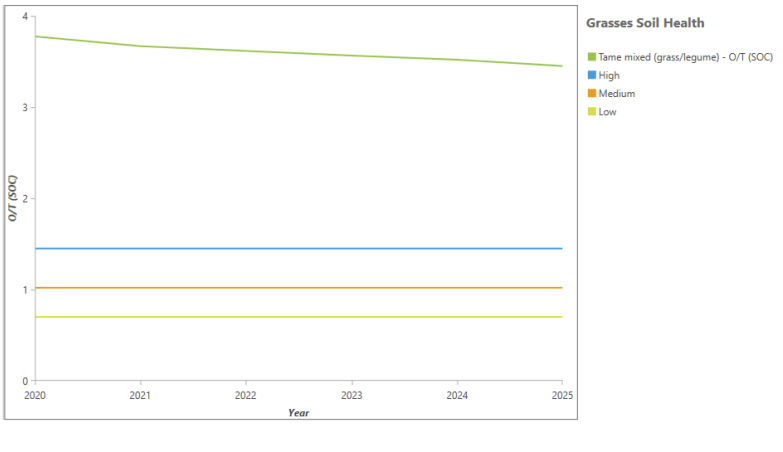 Grasses Soil Health
Tame mixed (grass/legume) - O/T (SOC)
High
Medium
Low
4
3
2
1
0
O/T (SOC)
2020 2021 2022 2023 2024 2025
Year